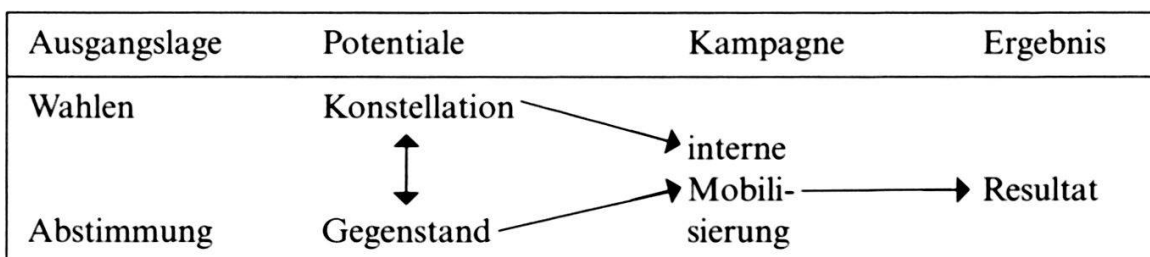 Ausgangslage Potentiale Kampagne Ergebnis
Wahlen Konstellation
interne
Mobili- Resultat
Abstimmung Gegenstand sierung